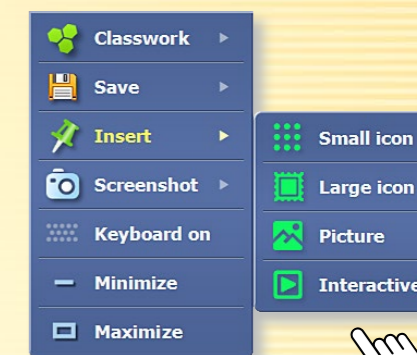 Classwork
Save
Insert
Screenshot
Keyboard on
Minimize
Maximize
Small icon
Large icon
Picture
Interactive